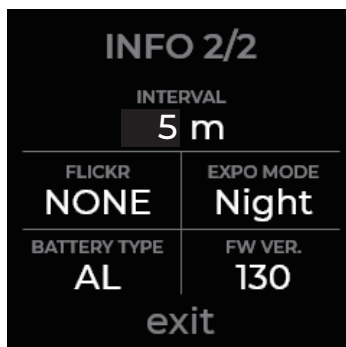 INFO 2/2
INTERVAL
5 m
FLICKR EXPO MODE
NONE Night
BATTERY TYPE FW VER.
AL 130
exit